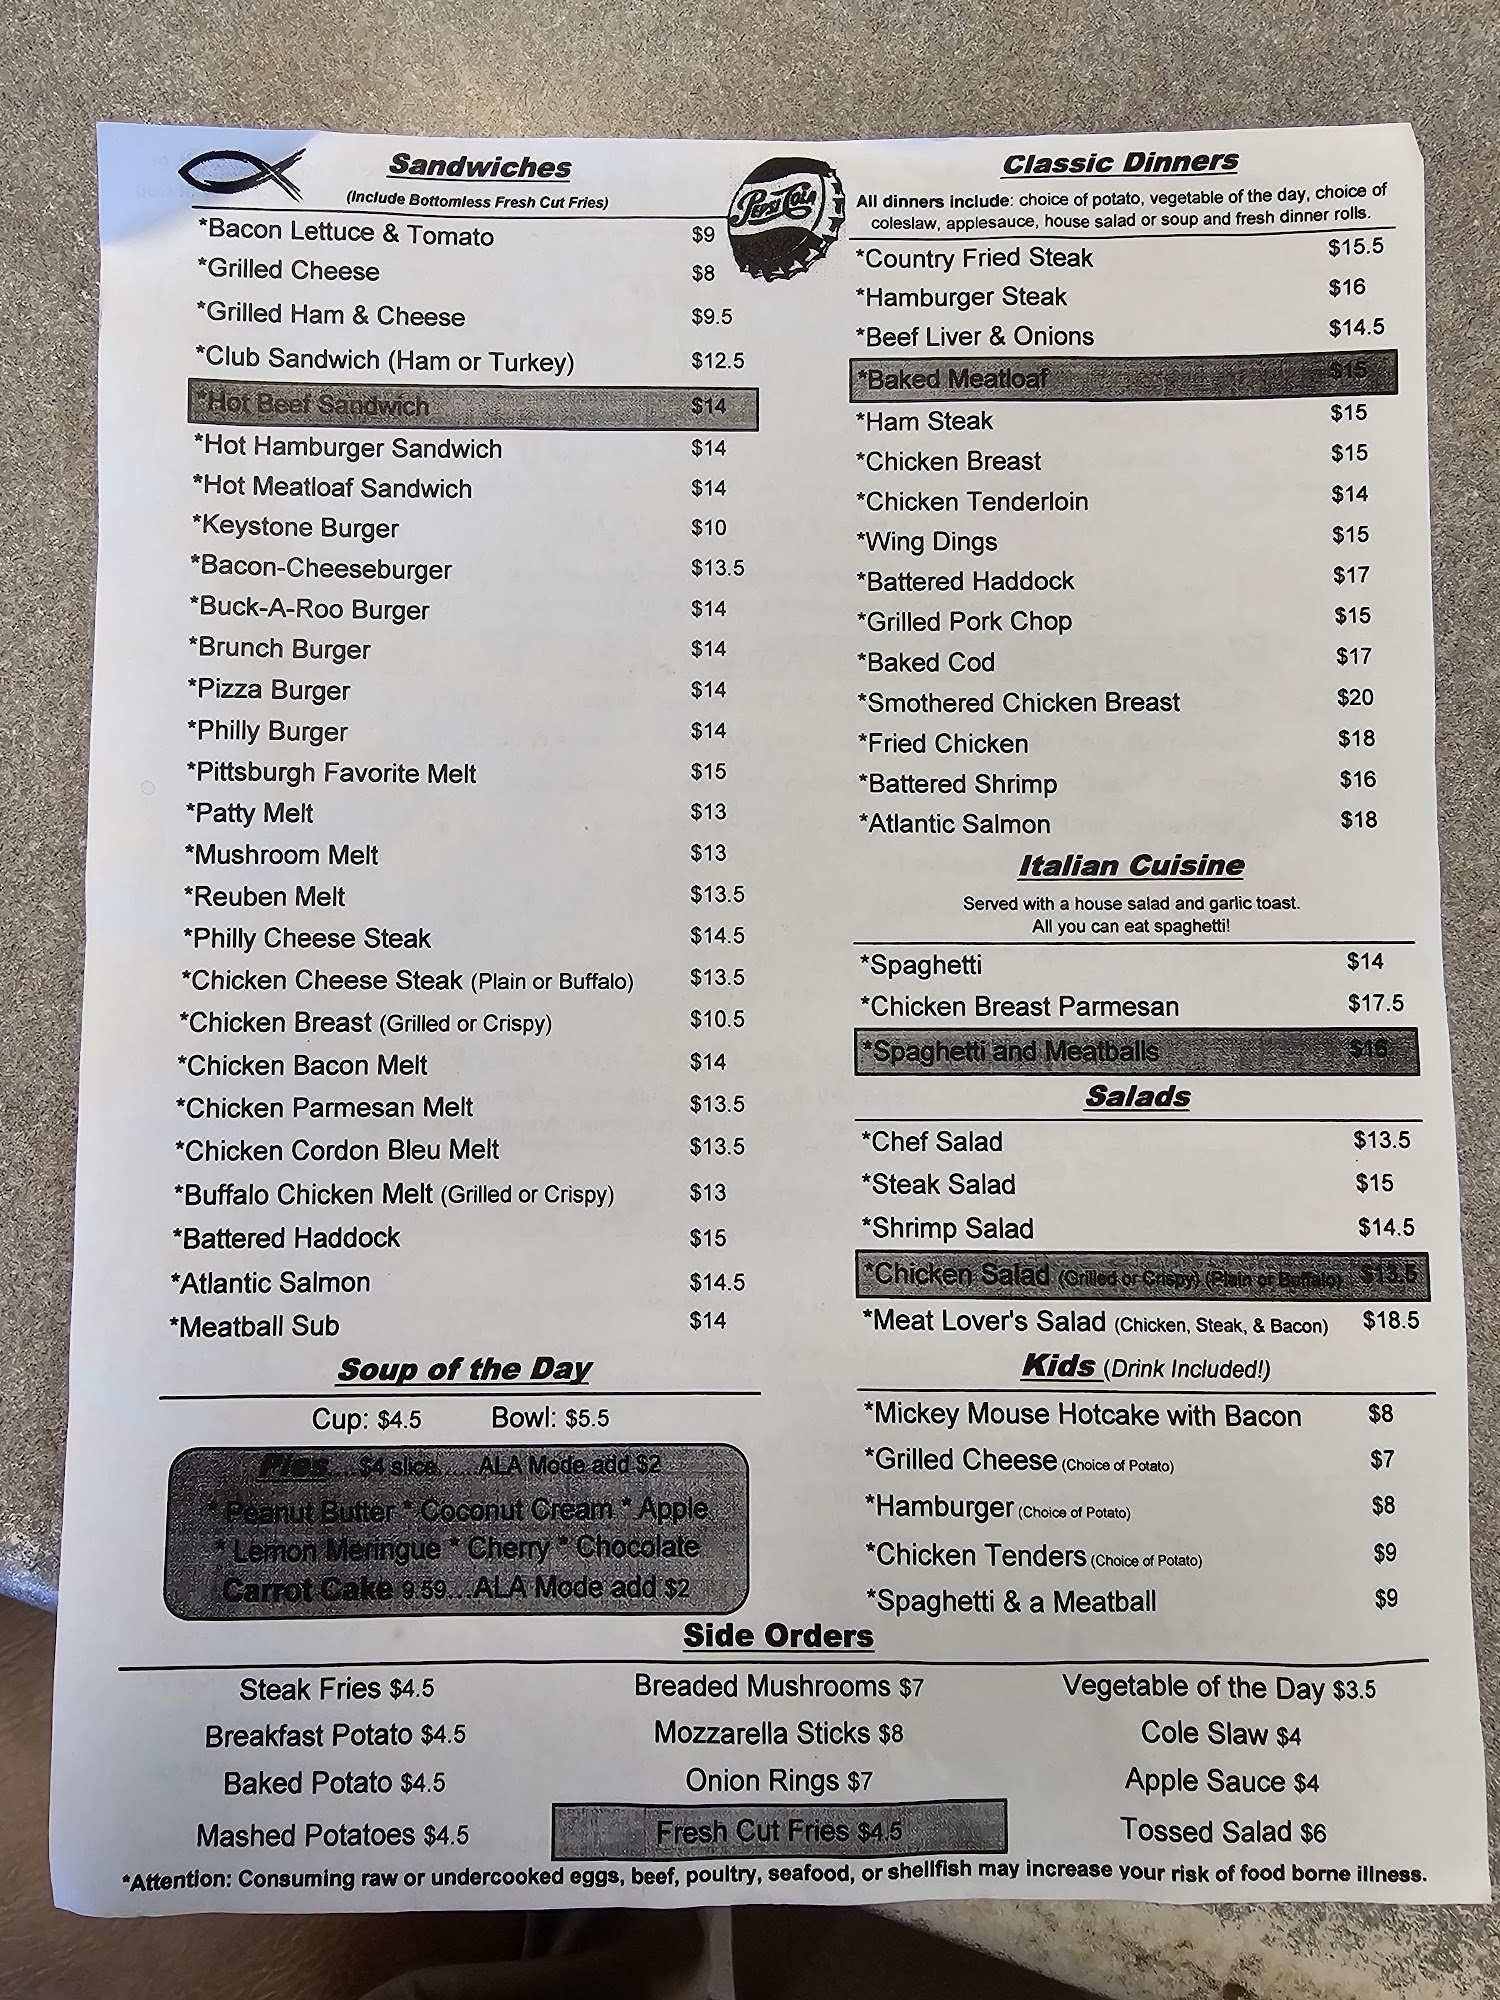 Sandwiches
(Include Bottomless Fresh Cut Fries)
*Bacon Lettuce & Tomato $9
*Grilled Cheese $8
*Grilled Ham & Cheese $9.5
*Club Sandwich (Ham or Turkey) $12.5
*Hot Beef Sandwich $14
*Hot Hamburger Sandwich $14
*Hot Meatloaf Sandwich $14
*Keystone Burger $10
*Bacon-Cheeseburger $13.5
*Buck-A-Roo Burger $14
*Brunch Burger $14
*Pizza Burger $14
*Philly Burger $14
*Pittsburgh Favorite Melt $15
*Patty Melt $13
*Mushroom Melt $13
*Reuben Melt $13.5
*Philly Cheese Steak $14.5
*Chicken Cheese Steak (Plain or Buffalo) $13.5
*Chicken Breast (Grilled or Crispy) $10.5
*Chicken Bacon Melt $14
*Chicken Parmesan Melt $13.5
*Chicken Cordon Bleu Melt $13.5
*Buffalo Chicken Melt (Grilled or Crispy) $13
*Battered Haddock $15
*Atlantic Salmon $14.5
*Meatball Sub $14
Soup of the Day
Cup: $4.5 Bowl: $5.5
Pies....$4 slice......ALA Mode add $2
* Peanut Butter * Coconut Cream * Apple
* Lemon Meringue * Cherry * Chocolate
Carrot Cake 9.59...ALA Mode add $2
PEPSI COLA
Classic Dinners
All dinners include: choice of potato, vegetable of the day, choice of
coleslaw, applesauce, house salad or soup and fresh dinner rolls.
*Country Fried Steak $15.5
*Hamburger Steak $16
*Beef Liver & Onions $14.5
*Baked Meatloaf $15
*Ham Steak $15
*Chicken Breast $15
*Chicken Tenderloin $14
*Wing Dings $15
*Battered Haddock $17
*Grilled Pork Chop $15
*Baked Cod $17
*Smothered Chicken Breast $20
*Fried Chicken $18
*Battered Shrimp $16
*Atlantic Salmon $18
Italian Cuisine
Served with a house salad and garlic toast.
All you can eat spaghetti!
*Spaghetti $14
*Chicken Breast Parmesan $17.5
*Spaghetti and Meatballs $16
Salads
*Chef Salad $13.5
*Steak Salad $15
*Shrimp Salad $14.5
*Chicken Salad (Grilled or Crispy) (Plain or Buffalo) $13.5
*Meat Lover's Salad (Chicken, Steak, & Bacon) $18.5
Kids (Drink Included!)
*Mickey Mouse Hotcake with Bacon $8
*Grilled Cheese (Choice of Potato) $7
*Hamburger (Choice of Potato) $8
*Chicken Tenders (Choice of Potato) $9
*Spaghetti & a Meatball $9
Side Orders
Steak Fries $4.5 Breaded Mushrooms $7 Vegetable of the Day $3.5
Breakfast Potato $4.5 Mozzarella Sticks $8 Cole Slaw $4
Baked Potato $4.5 Onion Rings $7 Apple Sauce $4
Mashed Potatoes $4.5 Fresh Cut Fries $4.5 Tossed Salad $6
*Attention: Consuming raw or undercooked eggs, beef, poultry, seafood, or shellfish may increase your risk of food borne illness.